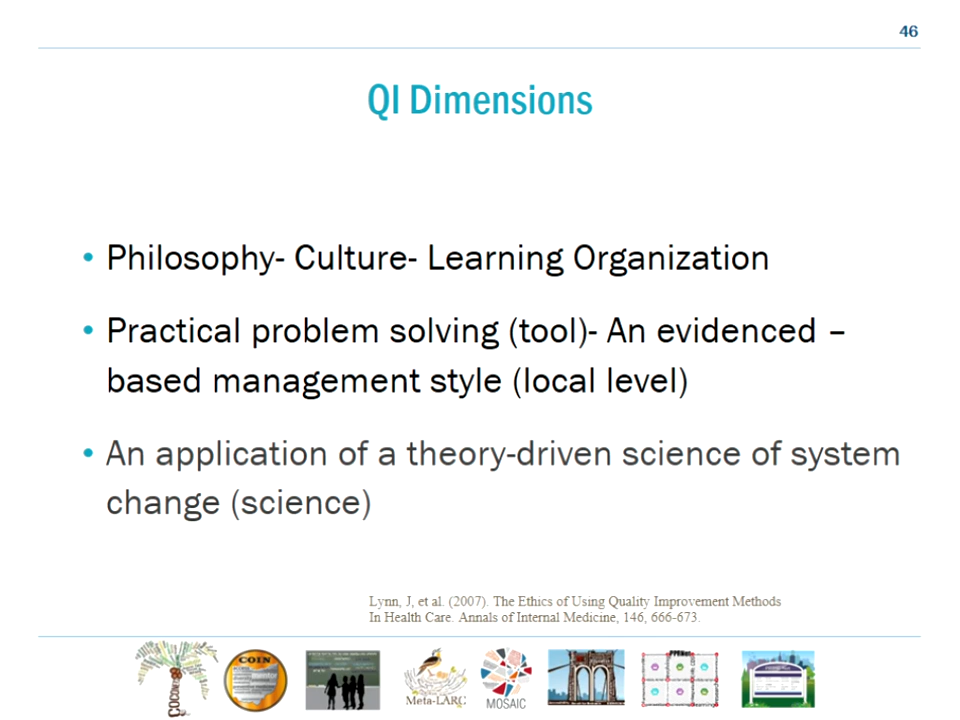 46
QI Dimensions
• Philosophy- Culture- Learning Organization
• Practical problem solving (tool)- An evidenced –
based management style (local level)
• An application of a theory-driven science of system
change (science)
Lynn, J, et al. (2007). The Ethics of Using Quality Improvement Methods
In Health Care. Annals of Internal Medicine, 146, 666-673.
COIN
Meta-LARC
MOSAIC